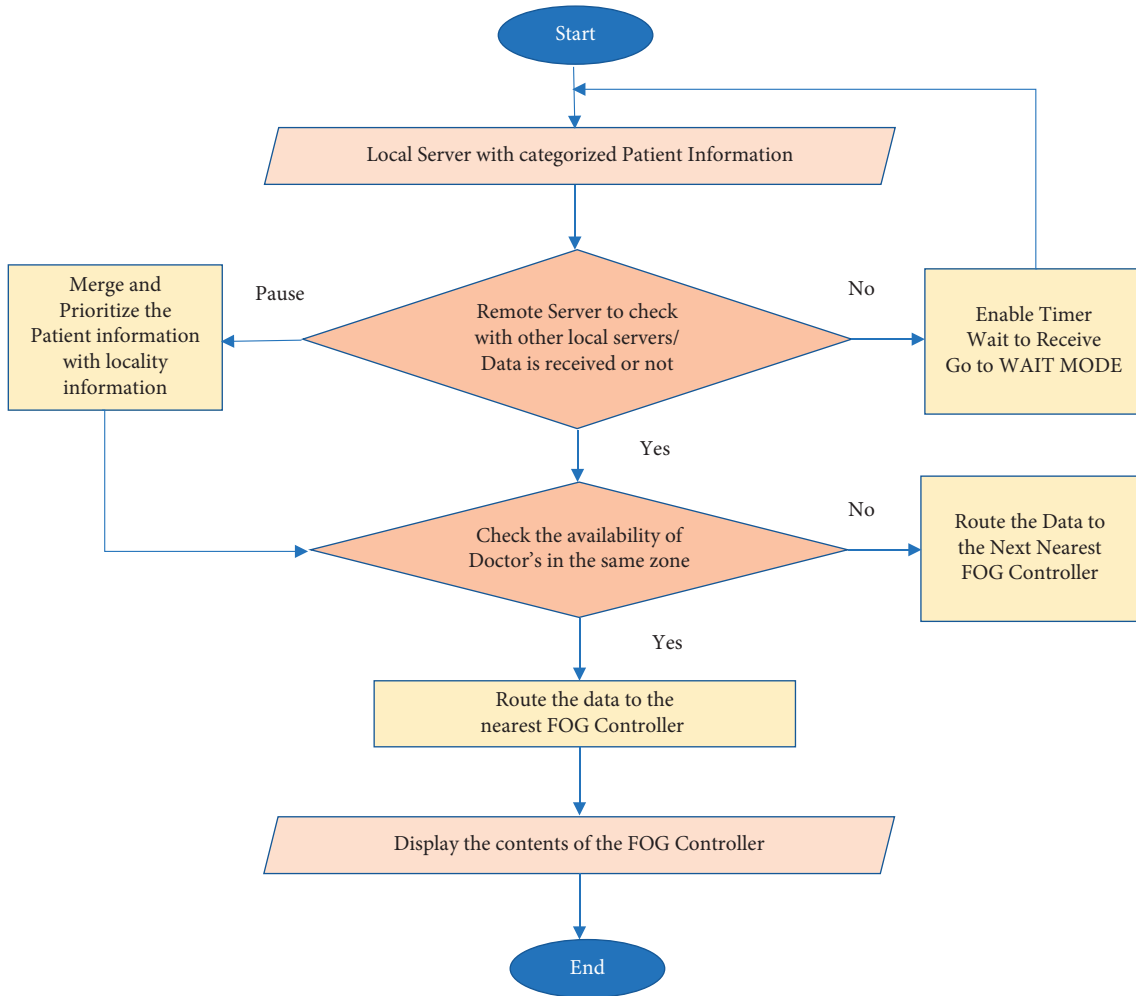 Start
Local Server with categorized Patient Information
Merge and
Prioritize the
Patient information
with locality
information
Pause
Remote Server to check
with other local servers/
Data is received or not
No
Enable Timer
Wait to Receive
Go to WAIT MODE
Yes
Check the availability of
Doctor's in the same zone
No
Route the Data to
the Next Nearest
FOG Controller
Yes
Route the data to the
nearest FOG Controller
Display the contents of the FOG Controller
End